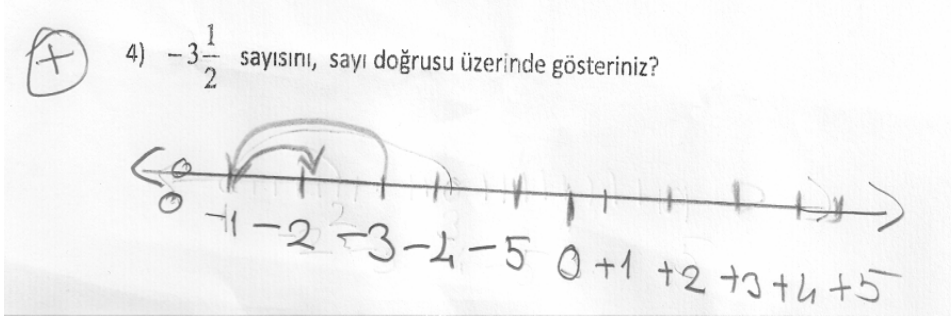 + 4) -3 1/2 sayısını, sayı doğrusu üzerinde gösteriniz?
0
0 -1 -2 -3 -4 -5 0 +1 +2 +3 +4 +5